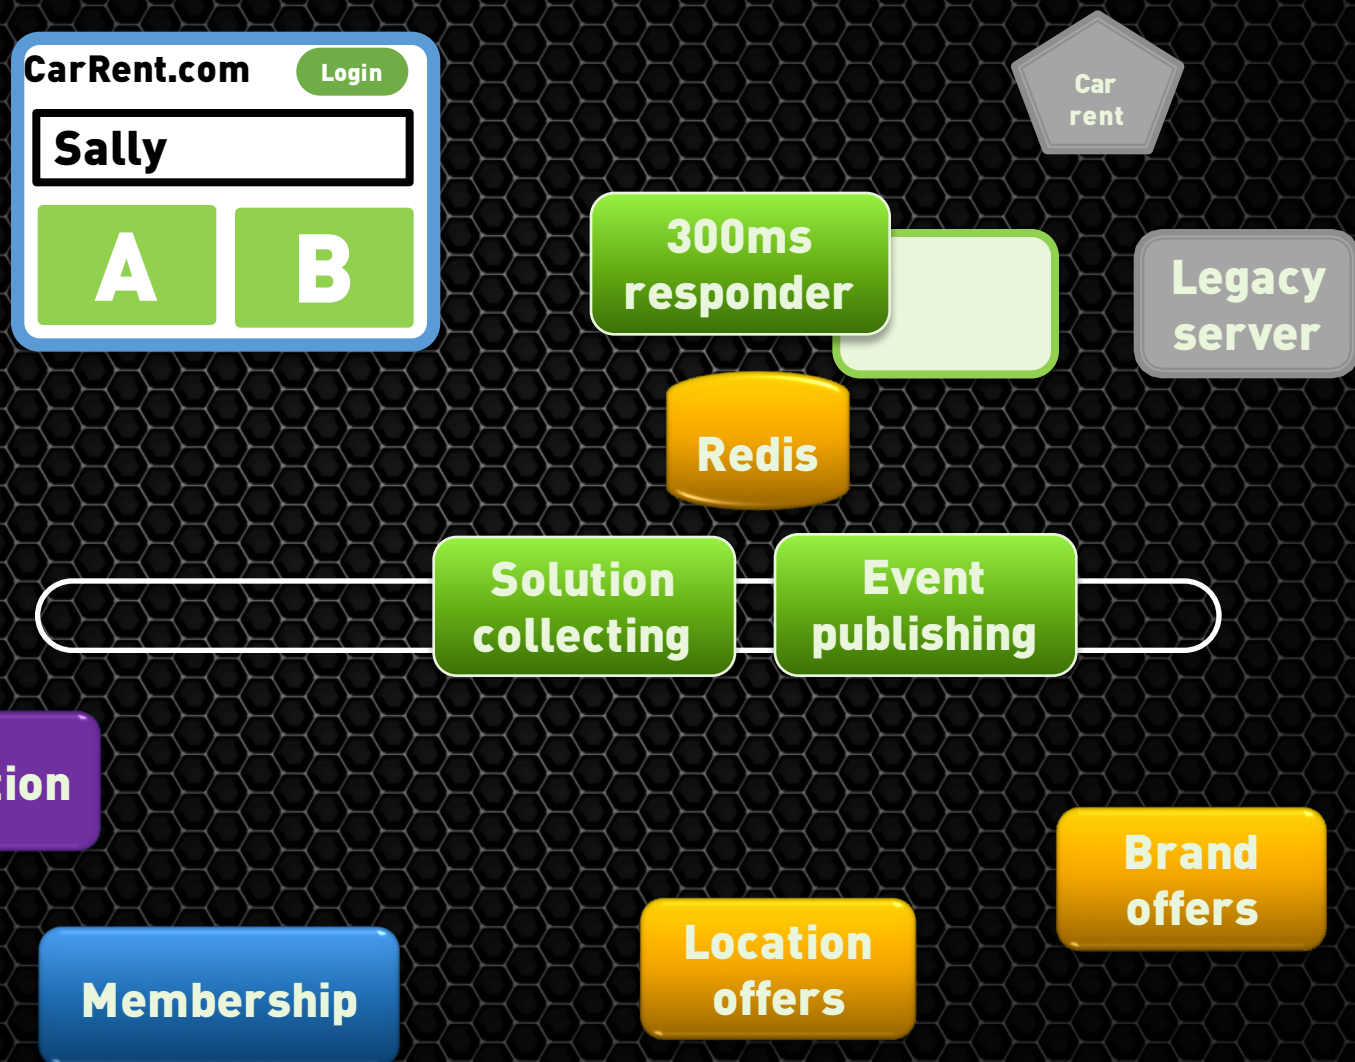 CarRent.com
Login
Sally
A B
Car
rent
300ms
responder
Legacy
server
Redis
Solution
collecting
Event
publishing
Brand
offers
Location
offers
Membership